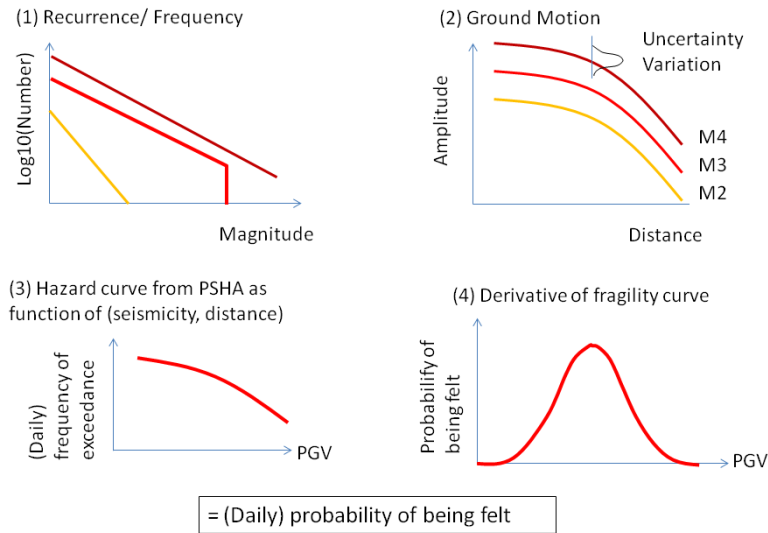 (1) Recurrence/ Frequency
Log10(Number)
Magnitude
(2) Ground Motion
Uncertainty
Variation
Amplitude
M4
M3
M2
Distance
(3) Hazard curve from PSHA as
function of (seismicity, distance)
(Daily)
frequency of
exceedance
PGV
(4) Derivative of fragility curve
Probabilify of
being felt
PGV
= (Daily) probability of being felt